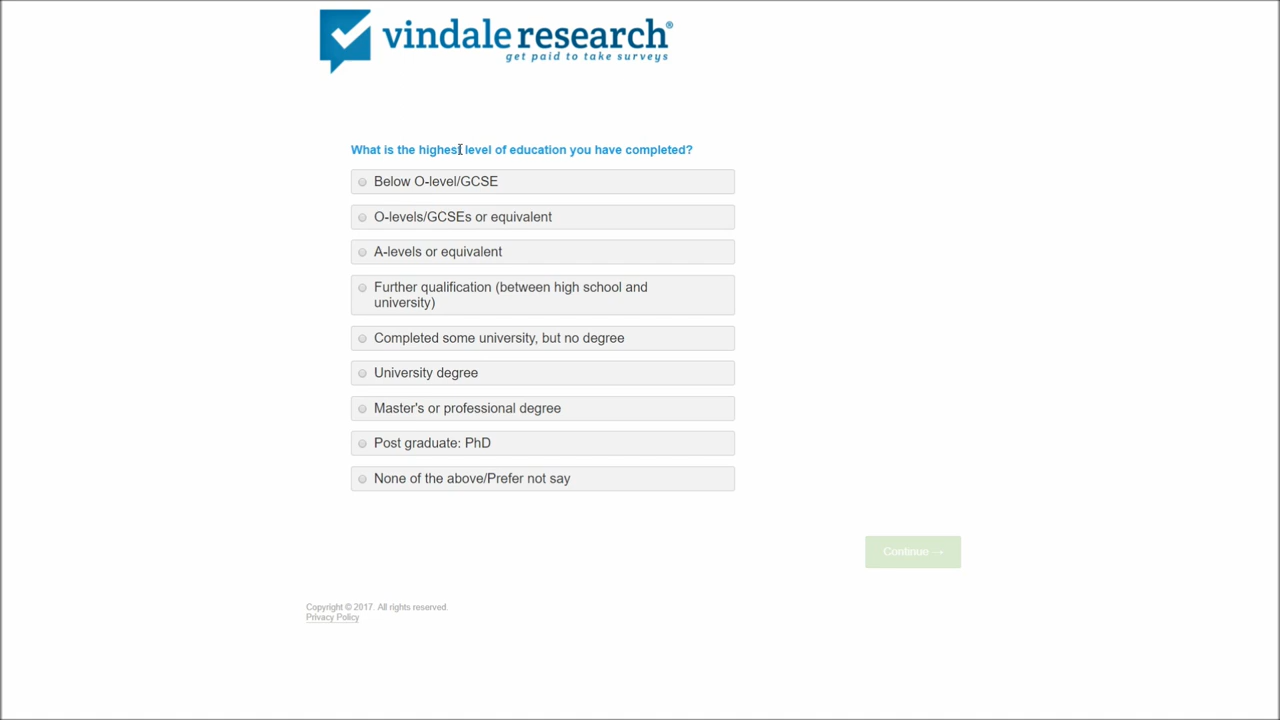 vindale research®
get paid to take surveys
What is the highest level of education you have completed?
Below O-level/GCSE
O-levels/GCSEs or equivalent
A-levels or equivalent
Further qualification (between high school and
university)
Completed some university, but no degree
University degree
Master's or professional degree
Post graduate: PhD
None of the above/Prefer not say
Continue →
Copyright © 2017. All rights reserved.
Privacy Policy